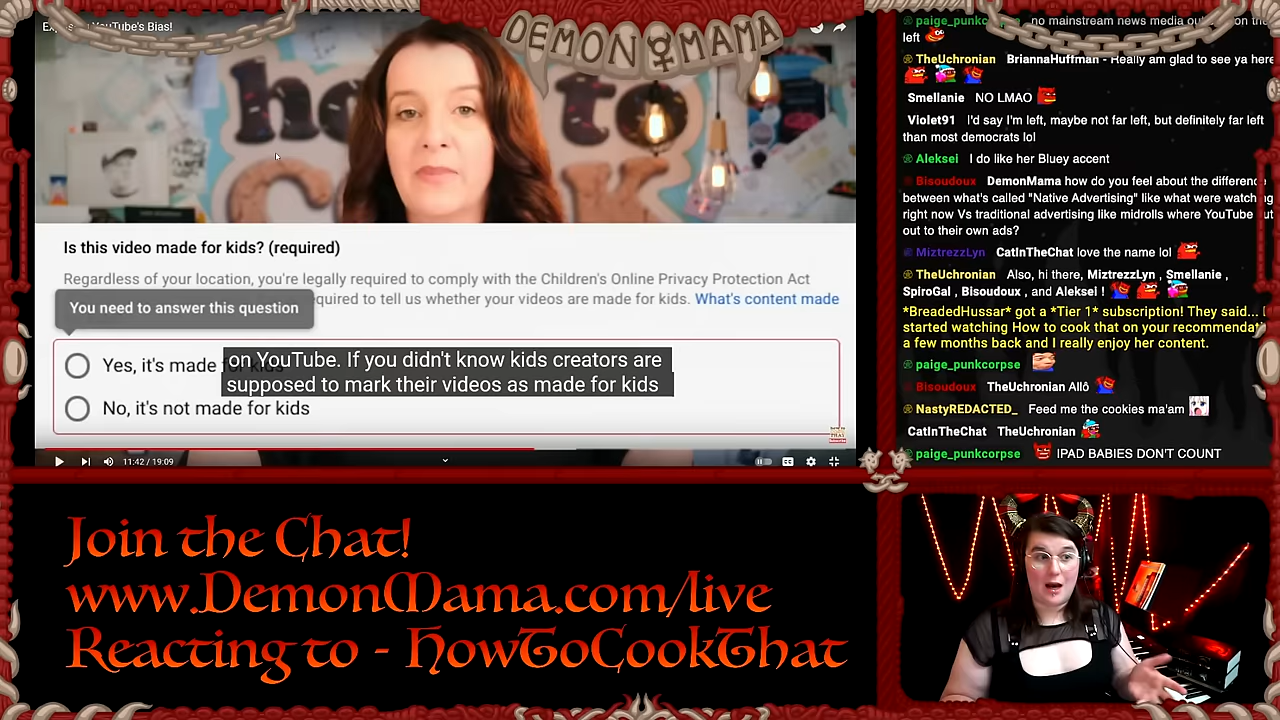 YouTube's Bias!
DEMON MAMA
Is this video made for kids? (required)
Regardless of your location, you're legally required to comply with the Children's Online Privacy Protection Act
required to tell us whether your videos are made for kids. What's content made
You need to answer this question
Yes, it's made
No, it's not made for kids
on YouTube. If you didn't know kids creators are
supposed to mark their videos as made for kids
11:42 / 19:09
no mainstream news media on the
left
TheUchronian BriannaHuffman - Really am glad to see ya here
Smellanie NO LMAO
Violet91 I'd say I'm left, maybe not far left, but definitely far left
than most democrats lol
Aleksei I do like her Bluey accent
Bisoudoux DemonMama how do you feel about the difference
between what's called "Native Advertising" like what were watching
right now Vs traditional advertising like midrolls where YouTube
out to their own ads?
MiztrezzLyn CatInTheChat love the name lol
TheUchronian Also, hi there, MiztrezzLyn , Smellanie ,
SpiroGal , Bisoudoux , and Aleksei !
*BreadedHussar* got a *Tier 1* subscription! They said...
started watching How to cook that on your
a few months back and I really enjoy her content.
paige_punkcorpse
Bisoudoux TheUchronian Allô
NastyREDACTED_ Feed me the cookies ma'am
CatInTheChat TheUchronian
paige_punkcorpse IPAD BABIES DON'T COUNT
Join the Chat!
www.DemonMama.com/live
Reacting to - HowToCookThat